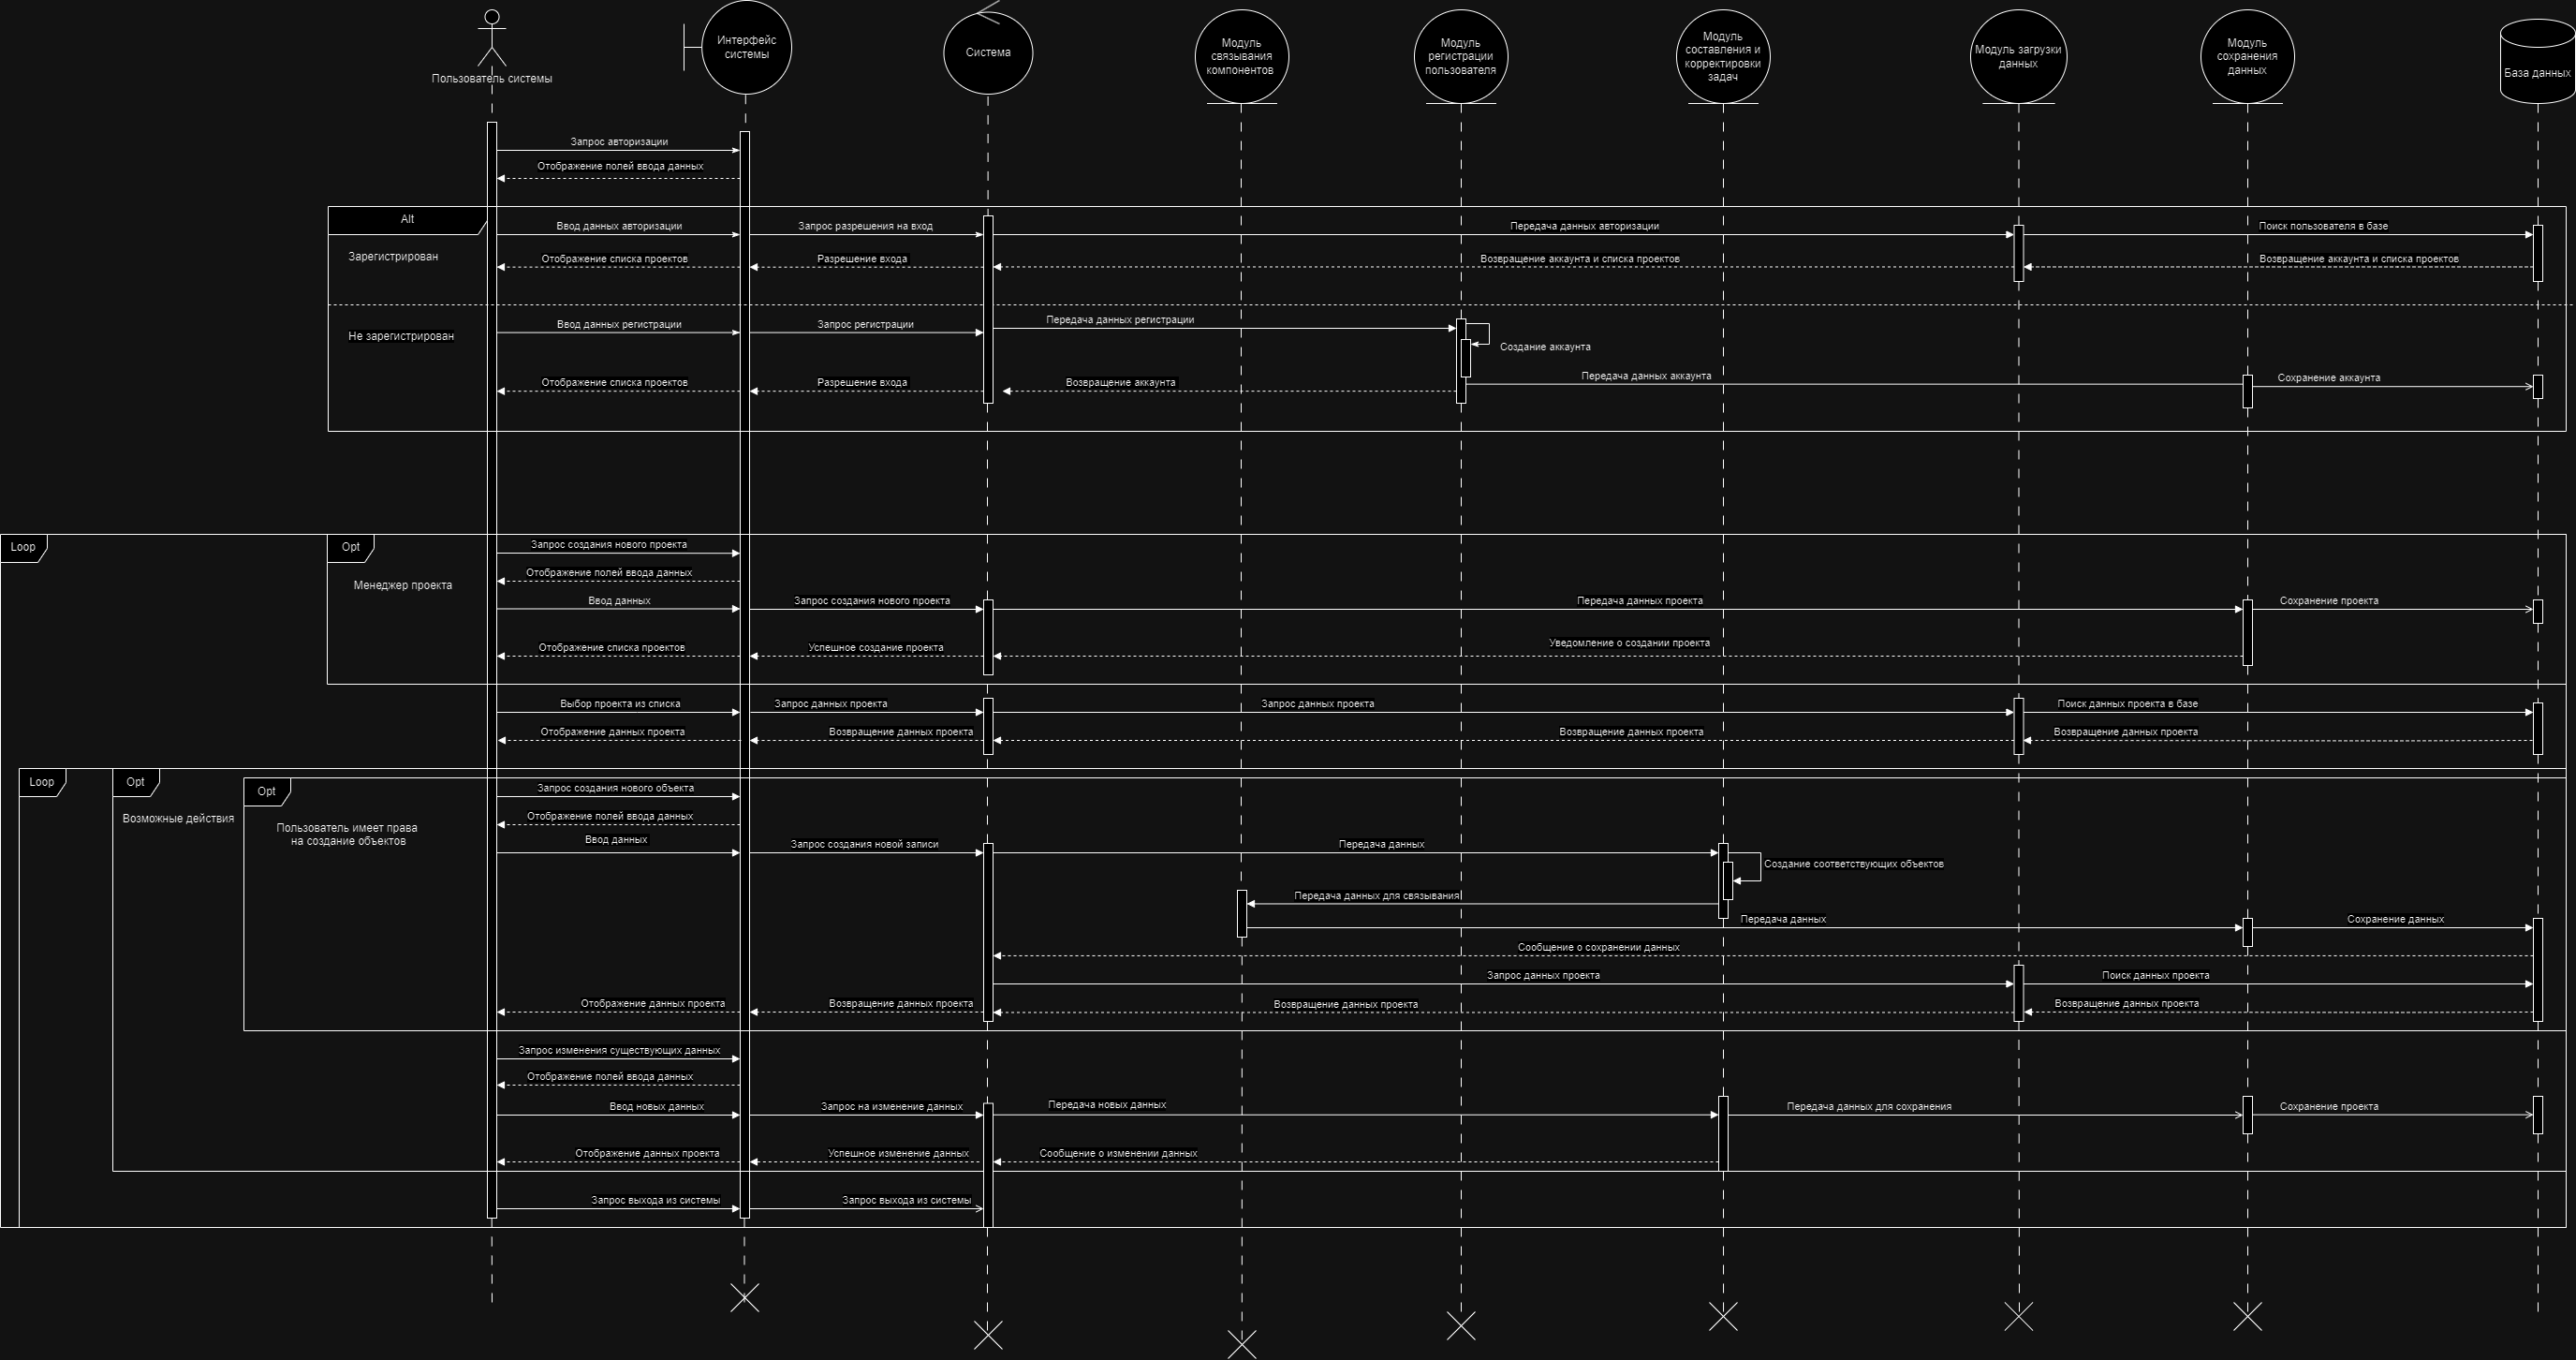 Пользователь системы
Интерфейс
системы
Система
Модуль
связывания
компонентов
Модуль
регистрации
пользователя
Модуль
составления и
корректировки
задач
Модуль загрузки
данных
Модуль
сохранения
данных
База данных
Запрос авторизации
Отображение полей ввода данных
Alt
Ввод данных авторизации
Запрос разрешения на вход
Передача данных авторизации
Поиск пользователя в базе
Зарегистрирован
Отображение списка проектов
Разрешение входа
Возвращение аккаунта и списка проектов
Возвращение аккаунта и списка проектов
Не зарегистрирован
Ввод данных регистрации
Запрос регистрации
Передача данных регистрации
Создание аккаунта
Отображение списка проектов
Разрешение входа
Возвращение аккаунта
Передача данных аккаунта
Сохранение аккаунта
Loop
Opt
Запрос создания нового проекта
Менеджер проекта
Отображение полей ввода данных
Ввод данных
Запрос создания нового проекта
Передача данных проекта
Сохранение проекта
Отображение списка проектов
Успешное создание проекта
Уведомление о создании проекта
Выбор проекта из списка
Запрос данных проекта
Запрос данных проекта
Поиск данных проекта в базе
Отображение данных проекта
Возвращение данных проекта
Возвращение данных проекта
Возвращение данных проекта
Loop
Opt
Opt
Запрос создания нового объекта
Возможные действия
Пользователь имеет права
на создание объектов
Отображение полей ввода данных
Ввод данных
Запрос создания новой записи
Передача данных
Создание соответствующих объектов
Передача данных для связывания
Передача данных
Сохранение данных
Сообщение о сохранении данных
Запрос данных проекта
Поиск данных проекта
Отображение данных проекта
Возвращение данных проекта
Возвращение данных проекта
Возвращение данных проекта
Запрос изменения существующих данных
Отображение полей ввода данных
Ввод новых данных
Запрос на изменение данных
Передача новых данных
Передача данных для сохранения
Сохранение проекта
Отображение данных проекта
Успешное изменение данных
Сообщение о изменении данных
Запрос выхода из системы
Запрос выхода из системы